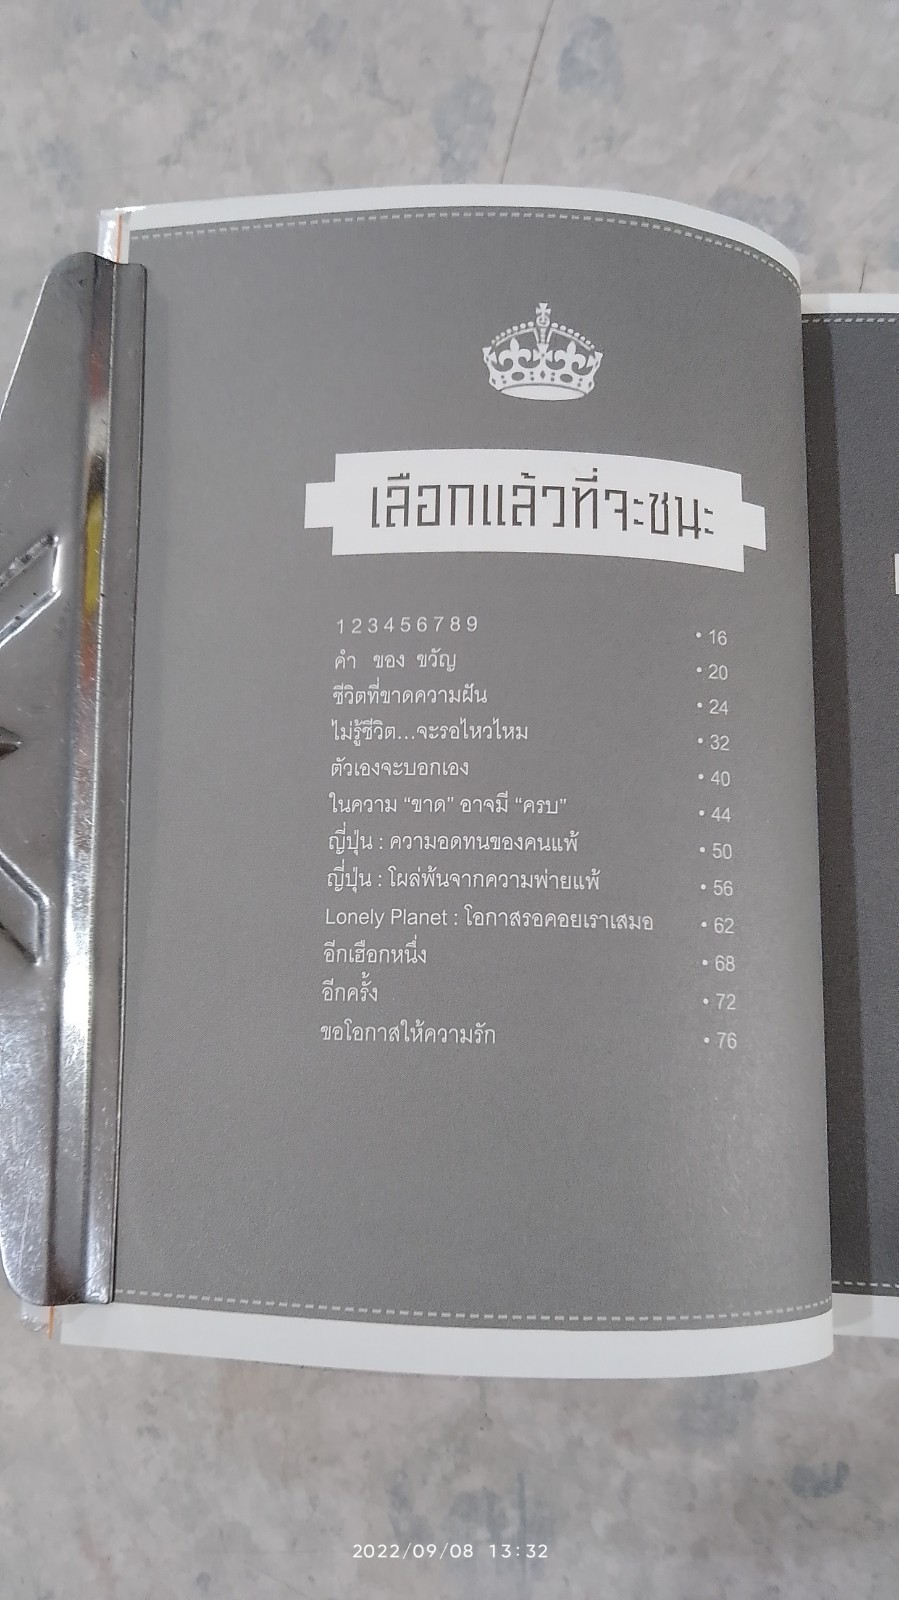 เลือกแล้วที่จะชนะ
1 2 3 4 5 6 7 8 9 • 16
คำ ของ ขวัญ • 20
ชีวิตที่ขาดความฝัน • 24
ไม่รู้ชีวิต...จะรอไหวไหม • 32
ตัวเองจะบอกเอง • 40
ในความ “ขาด” อาจมี “ครบ” • 44
ญี่ปุ่น : ความอดทนของคนแพ้ • 50
ญี่ปุ่น : โผล่พ้นจากความพ่ายแพ้ • 56
Lonely Planet : โอกาสรอคอยเราเสมอ • 62
อีกเฮือกหนึ่ง • 68
อีกครั้ง • 72
ขอโอกาสให้ความรัก • 76
2022/09/08 13:32